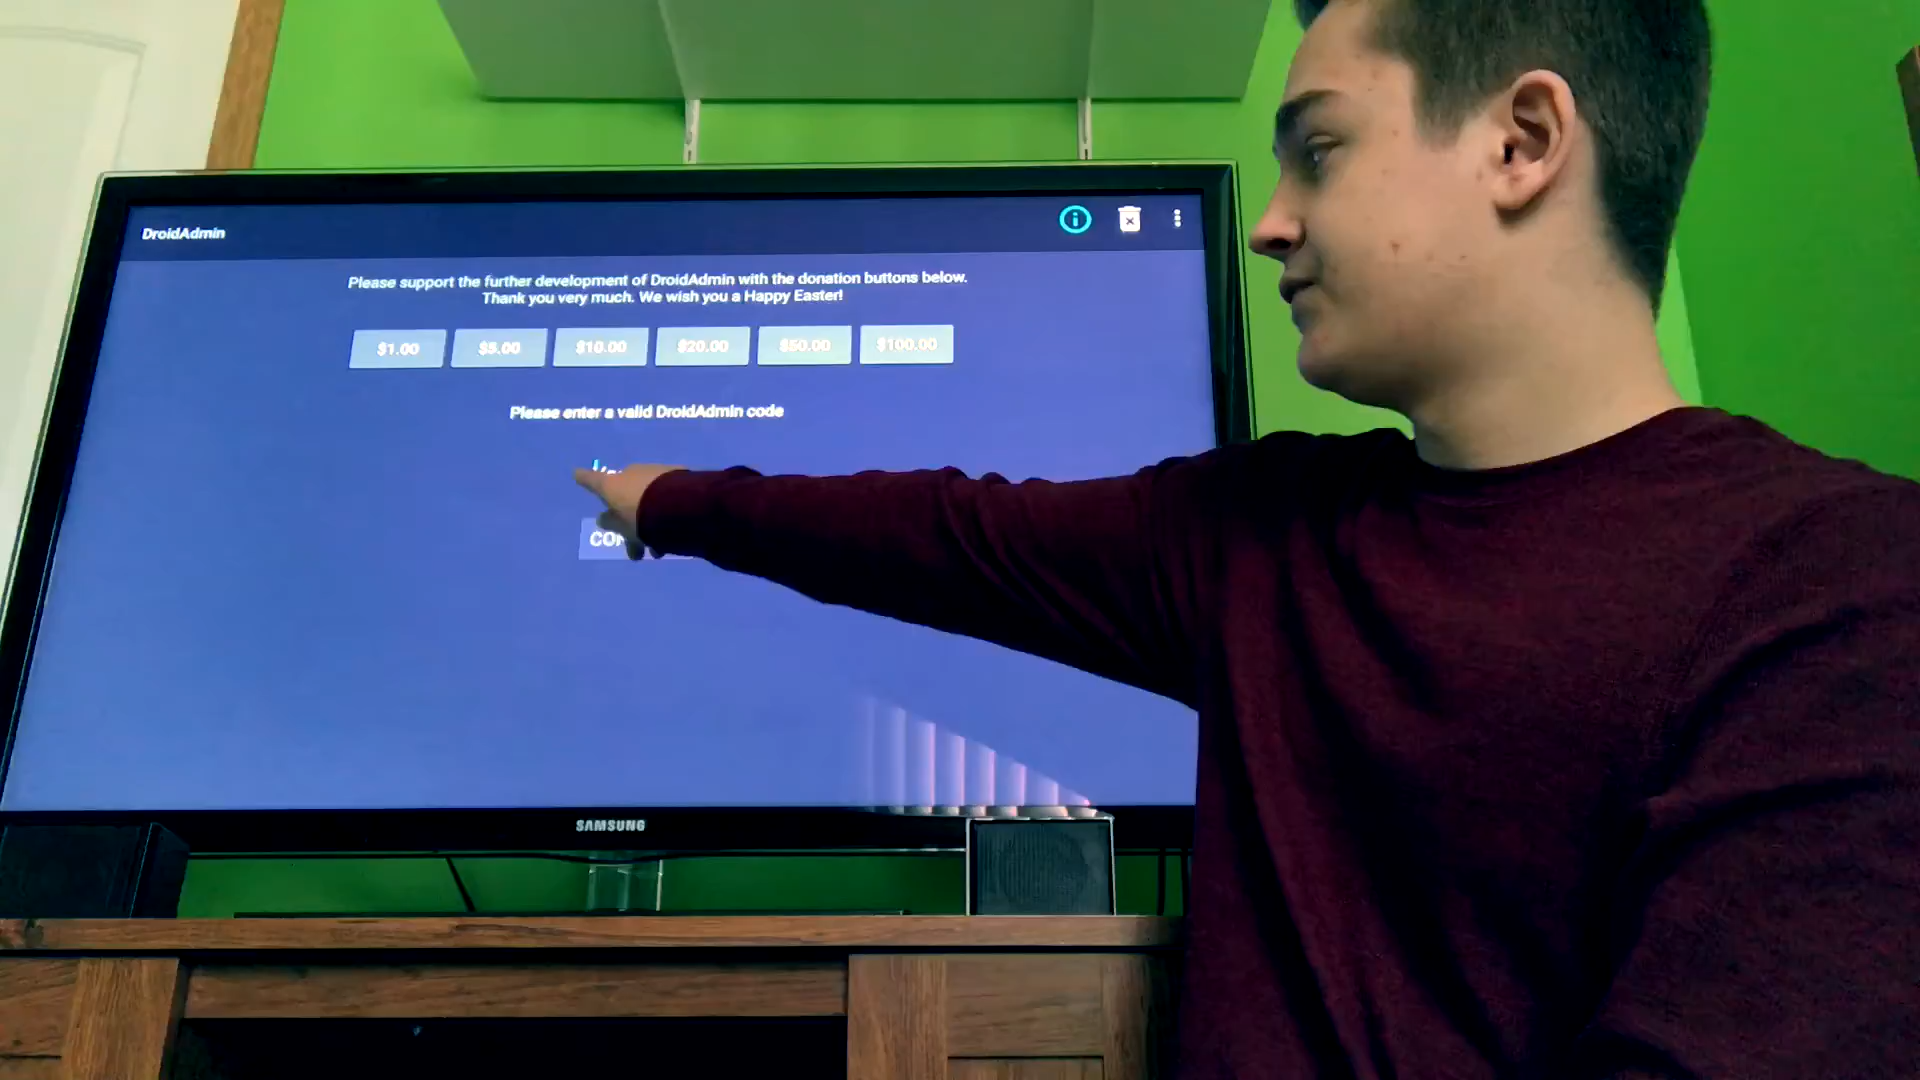 DroidAdmin
Please support the further development of DroidAdmin with the donation buttons below.
Thank you very much. We wish you a Happy Easter!
$1.00 $5.00 $10.00 $20.00 $50.00 $100.00
Please enter a valid DroidAdmin code
SAMSUNG